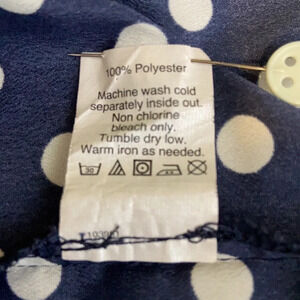 100% Polyester
Machine wash cold
separately inside out.
Non chlorine
bleach only.
Tumble dry low.
Warm iron as needed.
30